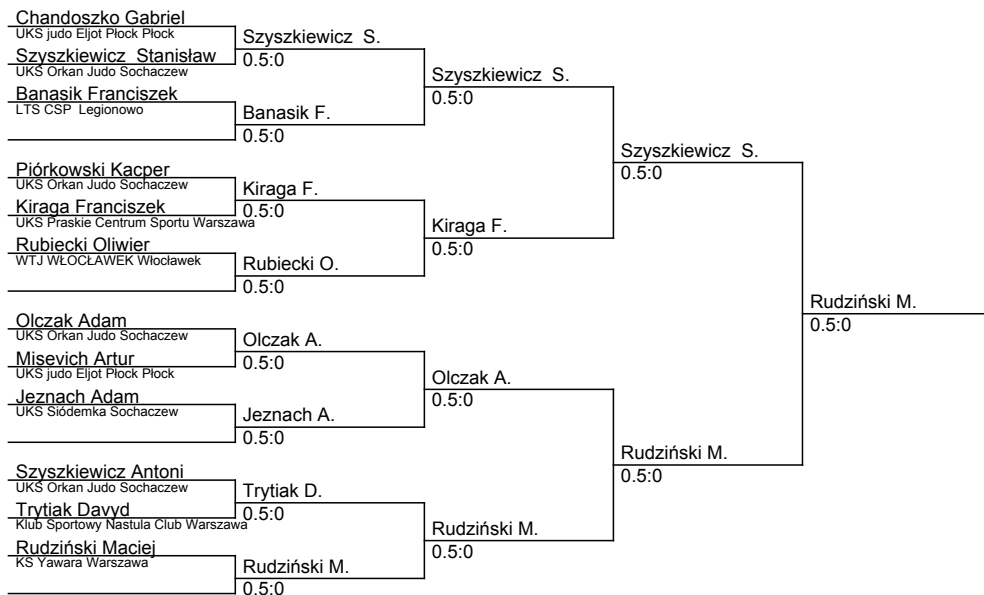 Chandoszko Gabriel
UKS judo Eljot Płock Płock
Szyszkiewicz  Stanisław
UKS Orkan Judo Sochaczew
Banasik Franciszek
LTS CSP  Legionowo
Piórkowski Kacper
UKS Orkan Judo Sochaczew
Kiraga Franciszek
UKS Praskie Centrum Sportu Warszawa
Rubiecki Oliwier
WTJ WŁOCŁAWEK Włocławek
Olczak Adam
UKS Orkan Judo Sochaczew
Misevich Artur
UKS judo Eljot Płock Płock
Jeznach Adam
UKS Siódemka Sochaczew
Szyszkiewicz Antoni
UKS Orkan Judo Sochaczew
Trytiak Davyd
Klub Sportowy Nastula Club Warszawa
Rudziński Maciej
KS Yawara Warszawa
Szyszkiewicz  S.
0.5:0
Banasik F.
0.5:0
Kiraga F.
0.5:0
Rubiecki O.
0.5:0
Olczak A.
0.5:0
Jeznach A.
0.5:0
Trytiak D.
0.5:0
Rudziński M.
0.5:0
Szyszkiewicz  S.
0.5:0
Kiraga F.
0.5:0
Olczak A.
0.5:0
Rudziński M.
0.5:0
Szyszkiewicz  S.
0.5:0
Rudziński M.
0.5:0
Rudziński M.
0.5:0